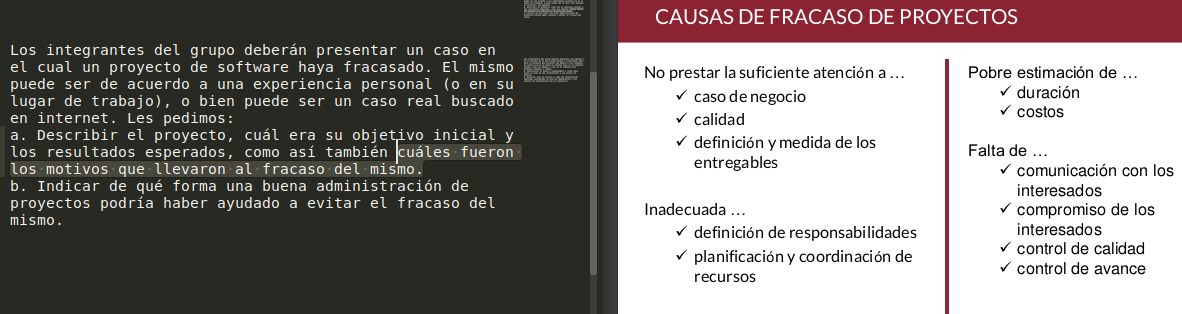 Los integrantes del grupo deberán presentar un caso en
el cual un proyecto de software haya fracasado. El mismo
puede ser de acuerdo a una experiencia personal (o en su
lugar de trabajo), o bien puede ser un caso real buscado
en internet. Les pedimos:
a. Describir el proyecto, cuál era su objetivo inicial y
los resultados esperados, como así también cuáles fueron
los motivos que llevaron al fracaso del mismo.
b. Indicar de qué forma una buena administración de
proyectos podría haber ayudado a evitar el fracaso del
mismo.
CAUSAS DE FRACASO DE PROYECTOS
No prestar la suficiente atención a …
✓ caso de negocio
✓ calidad
✓ definición y medida de los
entregables
Inadecuada …
✓ definición de responsabilidades
✓ planificación y coordinación de
recursos
Pobre estimación de …
✓ duración
✓ costos
Falta de …
✓ comunicación con los
interesados
✓ compromiso de los
interesados
✓ control de calidad
✓ control de avance